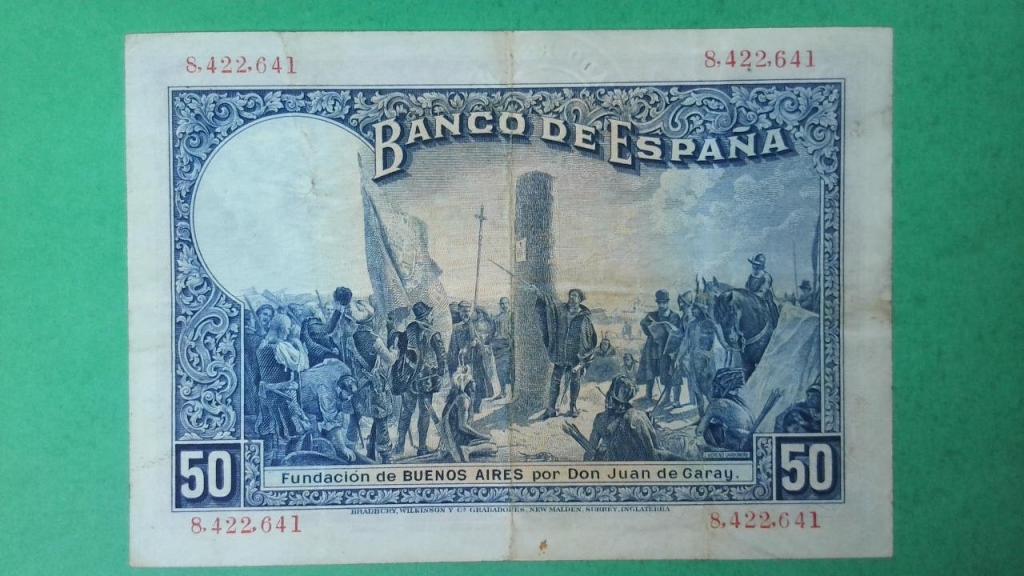 8,422,641 8,422,641
BANCO DE ESPAÑA
50 50
Fundación de BUENOS AIRES por Don Juan de Garay.
BRADBURY, WILKINSON Y Cª GRABADORES, NEW MALDEN, SURREY, INGLATERRA
8,422,641 8,422,641